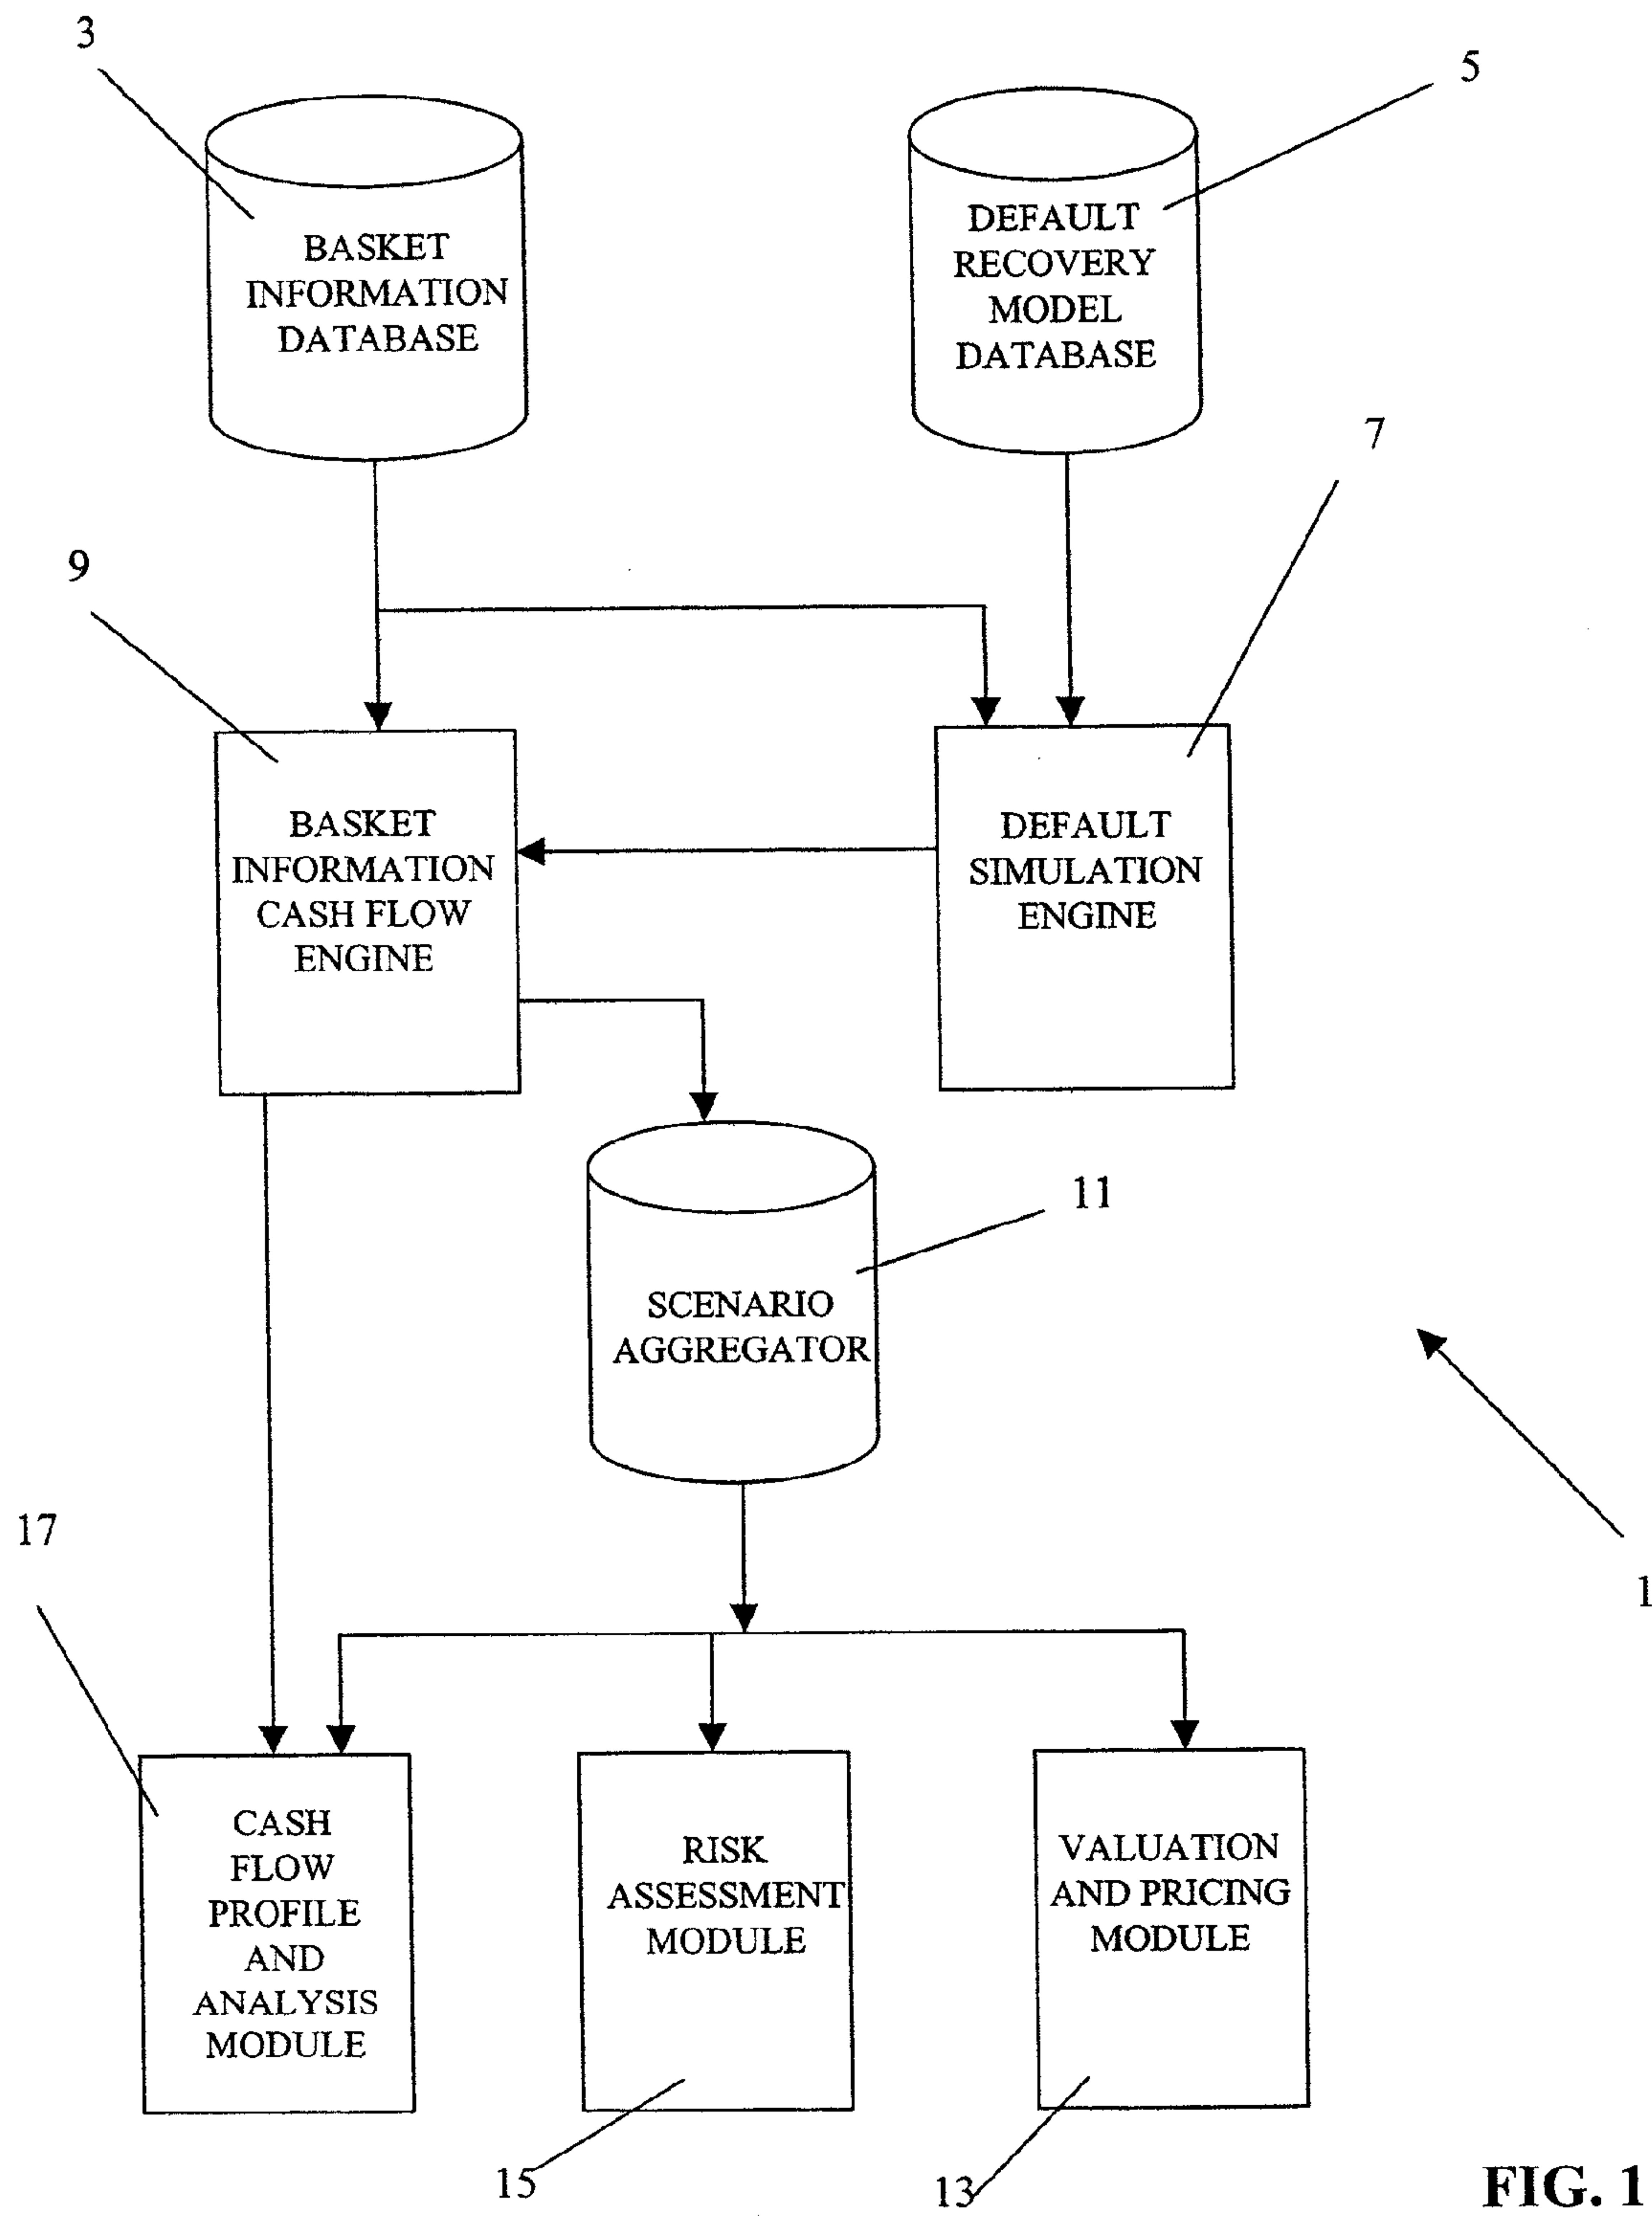 3
5
BASKET
INFORMATION
DATABASE
DEFAULT
RECOVERY
MODEL
DATABASE
7
9
BASKET
INFORMATION
CASH FLOW
ENGINE
DEFAULT
SIMULATION
ENGINE
11
SCENARIO
AGGREGATOR
1
17
CASH
FLOW
PROFILE
AND
ANALYSIS
MODULE
RISK
ASSESSMENT
MODULE
VALUATION
AND PRICING
MODULE
15
13
FIG. 1